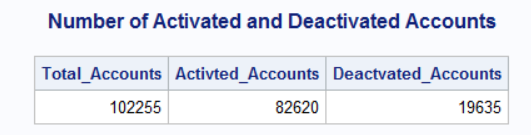 Number of Activated and Deactivated Accounts
Total_Accounts Activted_Accounts Deactvated_Accounts
102255 82620 19635